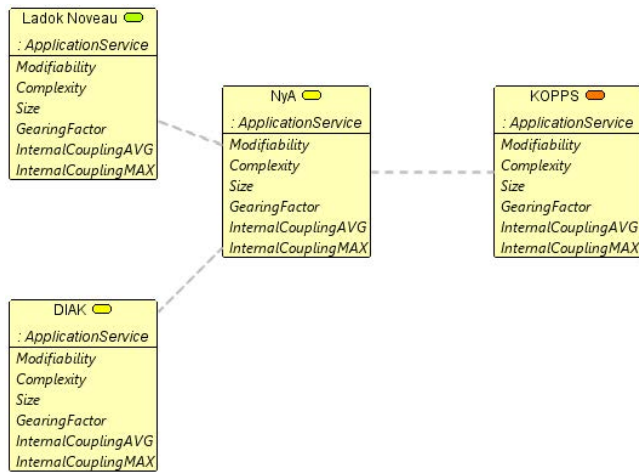 Ladok Noveau
: ApplicationService
Modifiability
Complexity
Size
GearingFactor
InternalCouplingAVG
InternalCouplingMAX
NyA
: ApplicationService
Modifiability
Complexity
Size
GearingFactor
InternalCouplingAVG
InternalCouplingMAX
KOPPS
: ApplicationService
Modifiability
Complexity
Size
GearingFactor
InternalCouplingAVG
InternalCouplingMAX
DIAK
: ApplicationService
Modifiability
Complexity
Size
GearingFactor
InternalCouplingAVG
InternalCouplingMAX